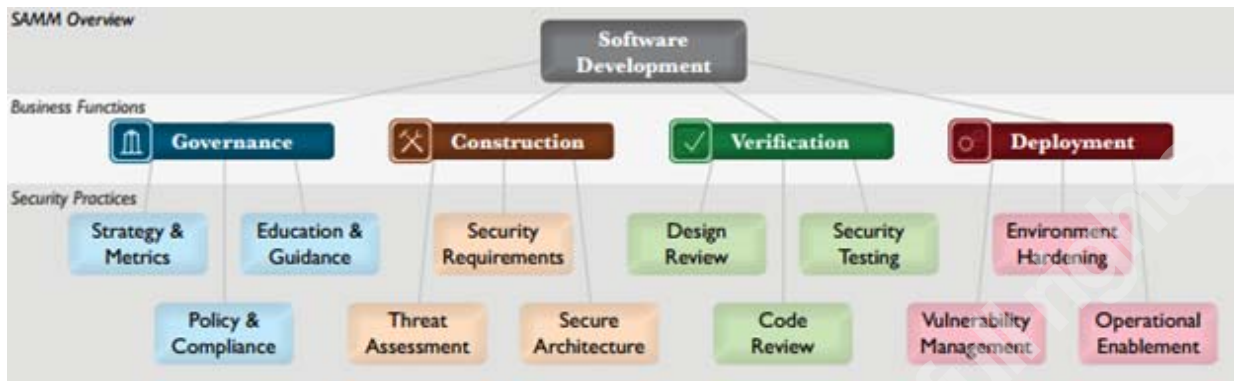 SAMM Overview
Software
Development
Business Functions
Governance
Construction
Verification
Deployment
Security Practices
Strategy &
Metrics
Education &
Guidance
Security
Requirements
Design
Review
Security
Testing
Environment
Hardening
Policy &
Compliance
Threat
Assessment
Secure
Architecture
Code
Review
Vulnerability
Management
Operational
Enablement